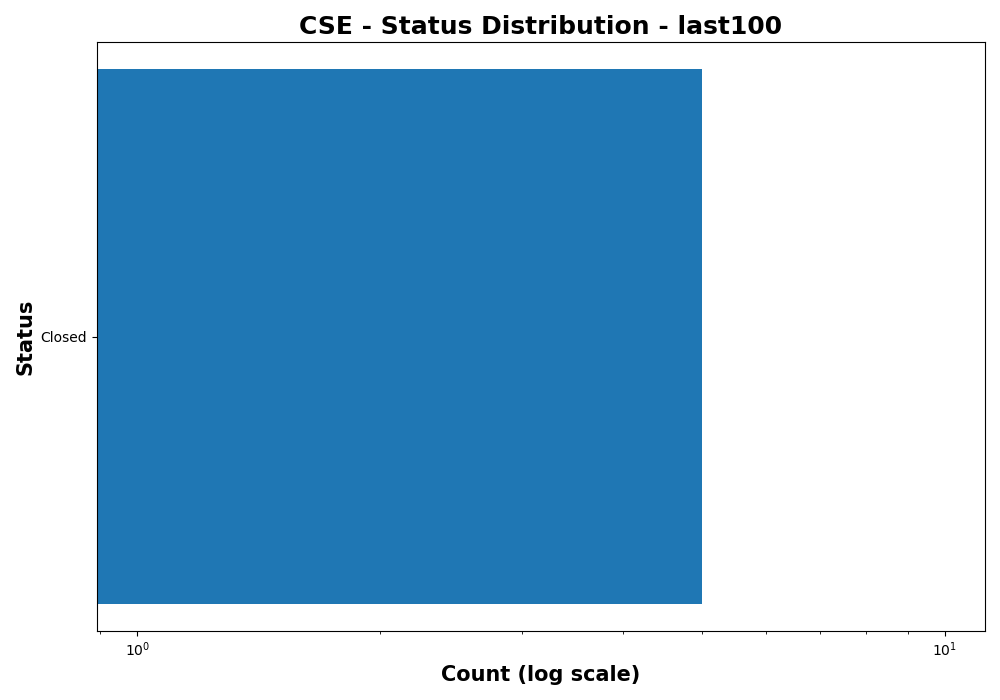 CSE - Status Distribution - last100
Status
Closed
10⁰
10¹
Count (log scale)